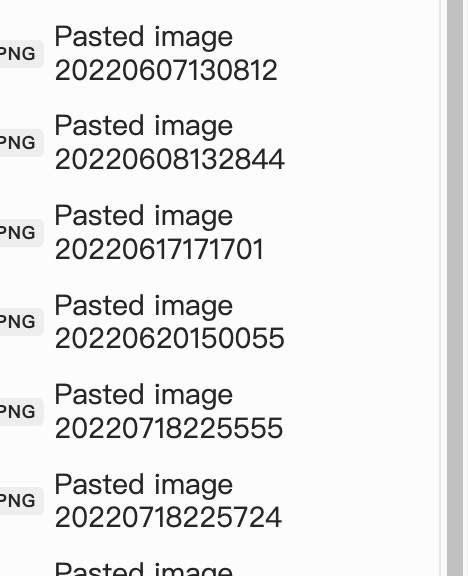 PNG
Pasted image
20220607130812
PNG
Pasted image
20220608132844
PNG
Pasted image
20220617171701
PNG
Pasted image
20220620150055
PNG
Pasted image
20220718225555
PNG
Pasted image
20220718225724
Pasted image